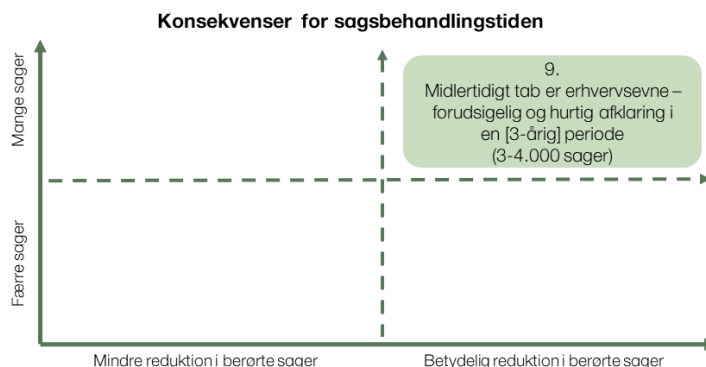 Konsekvenser for sagsbehandlingstiden
Mange sager
9.
Midlertidigt tab er erhvervsevne –
forudsigelig og hurtig afklaring i
en [3-årig] periode
(3-4.000 sager)
Færre sager
Mindre reduktion i berørte sager
Betydelig reduktion i berørte sager